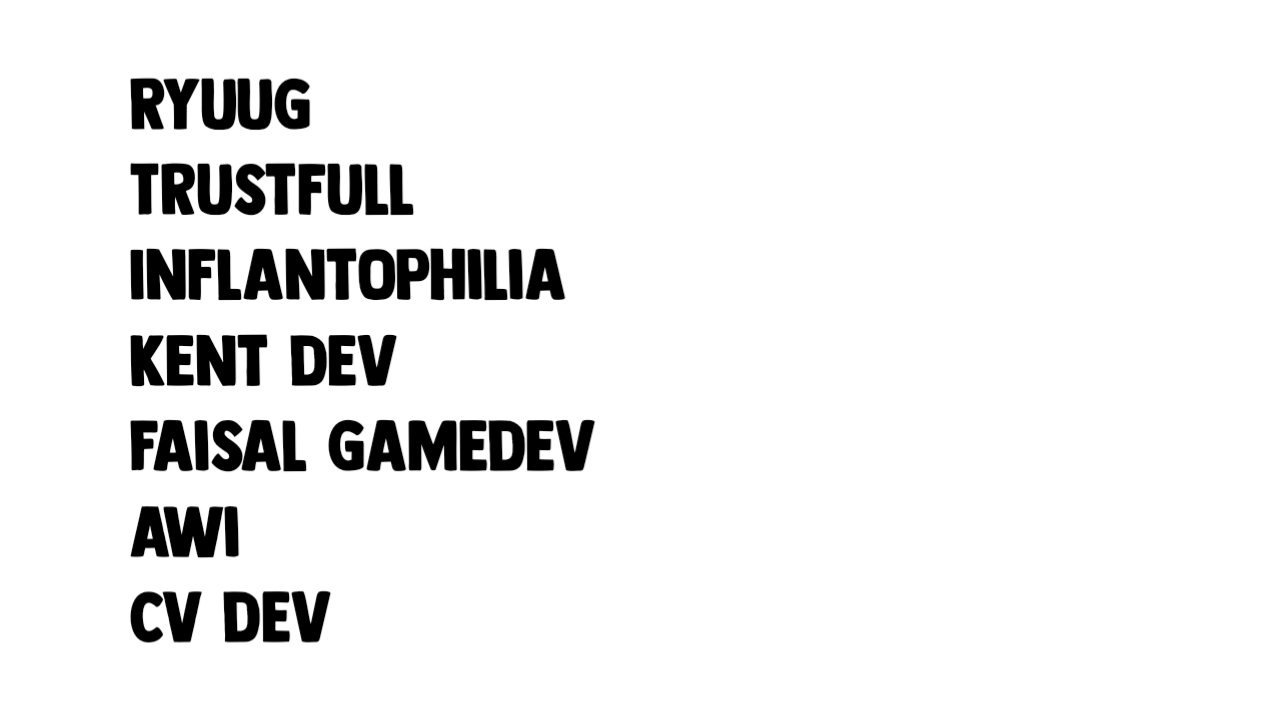 RYUUG
TRUSTFULL
INFLANTOPHILIA
KENT DEV
FAISAL GAMEDEV
AWI
CV DEV